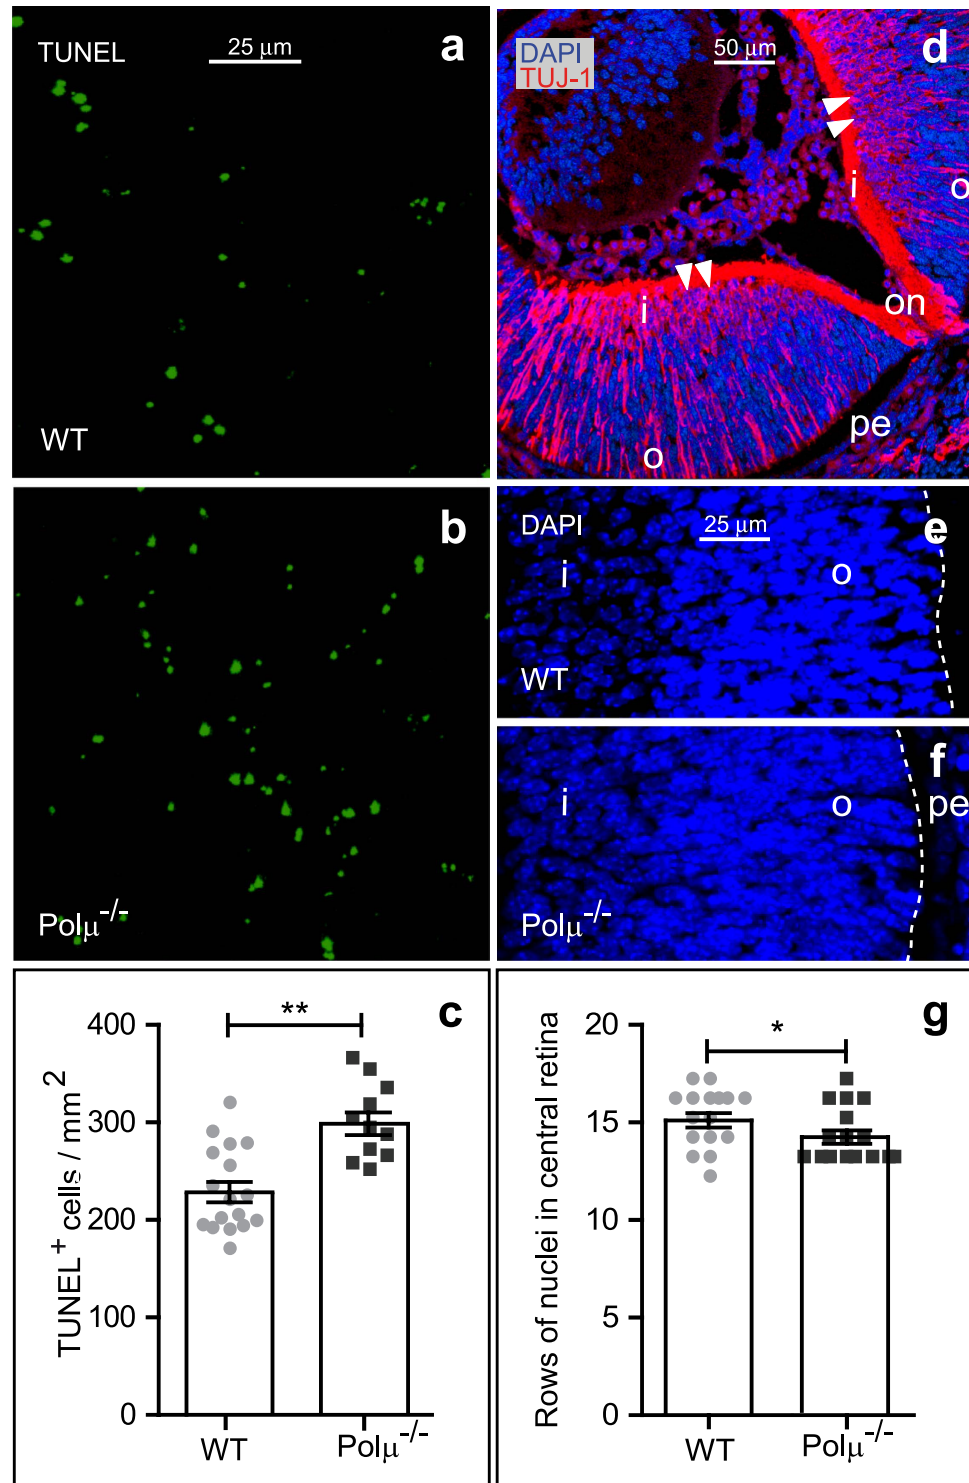 TUNEL
25 μm
a
WT
b
Polμ-/-
c
TUNEL+ cells / mm2
400
300
200
100
0
**
WT
Polμ-/-
DAPI
TUJ-1
50 μm
d
i
o
i
on
pe
o
DAPI
25 μm
e
i
o
WT
f
i
o
pe
Polμ-/-
g
Rows of nuclei in central retina
20
15
10
5
0
*
WT
Polμ-/-